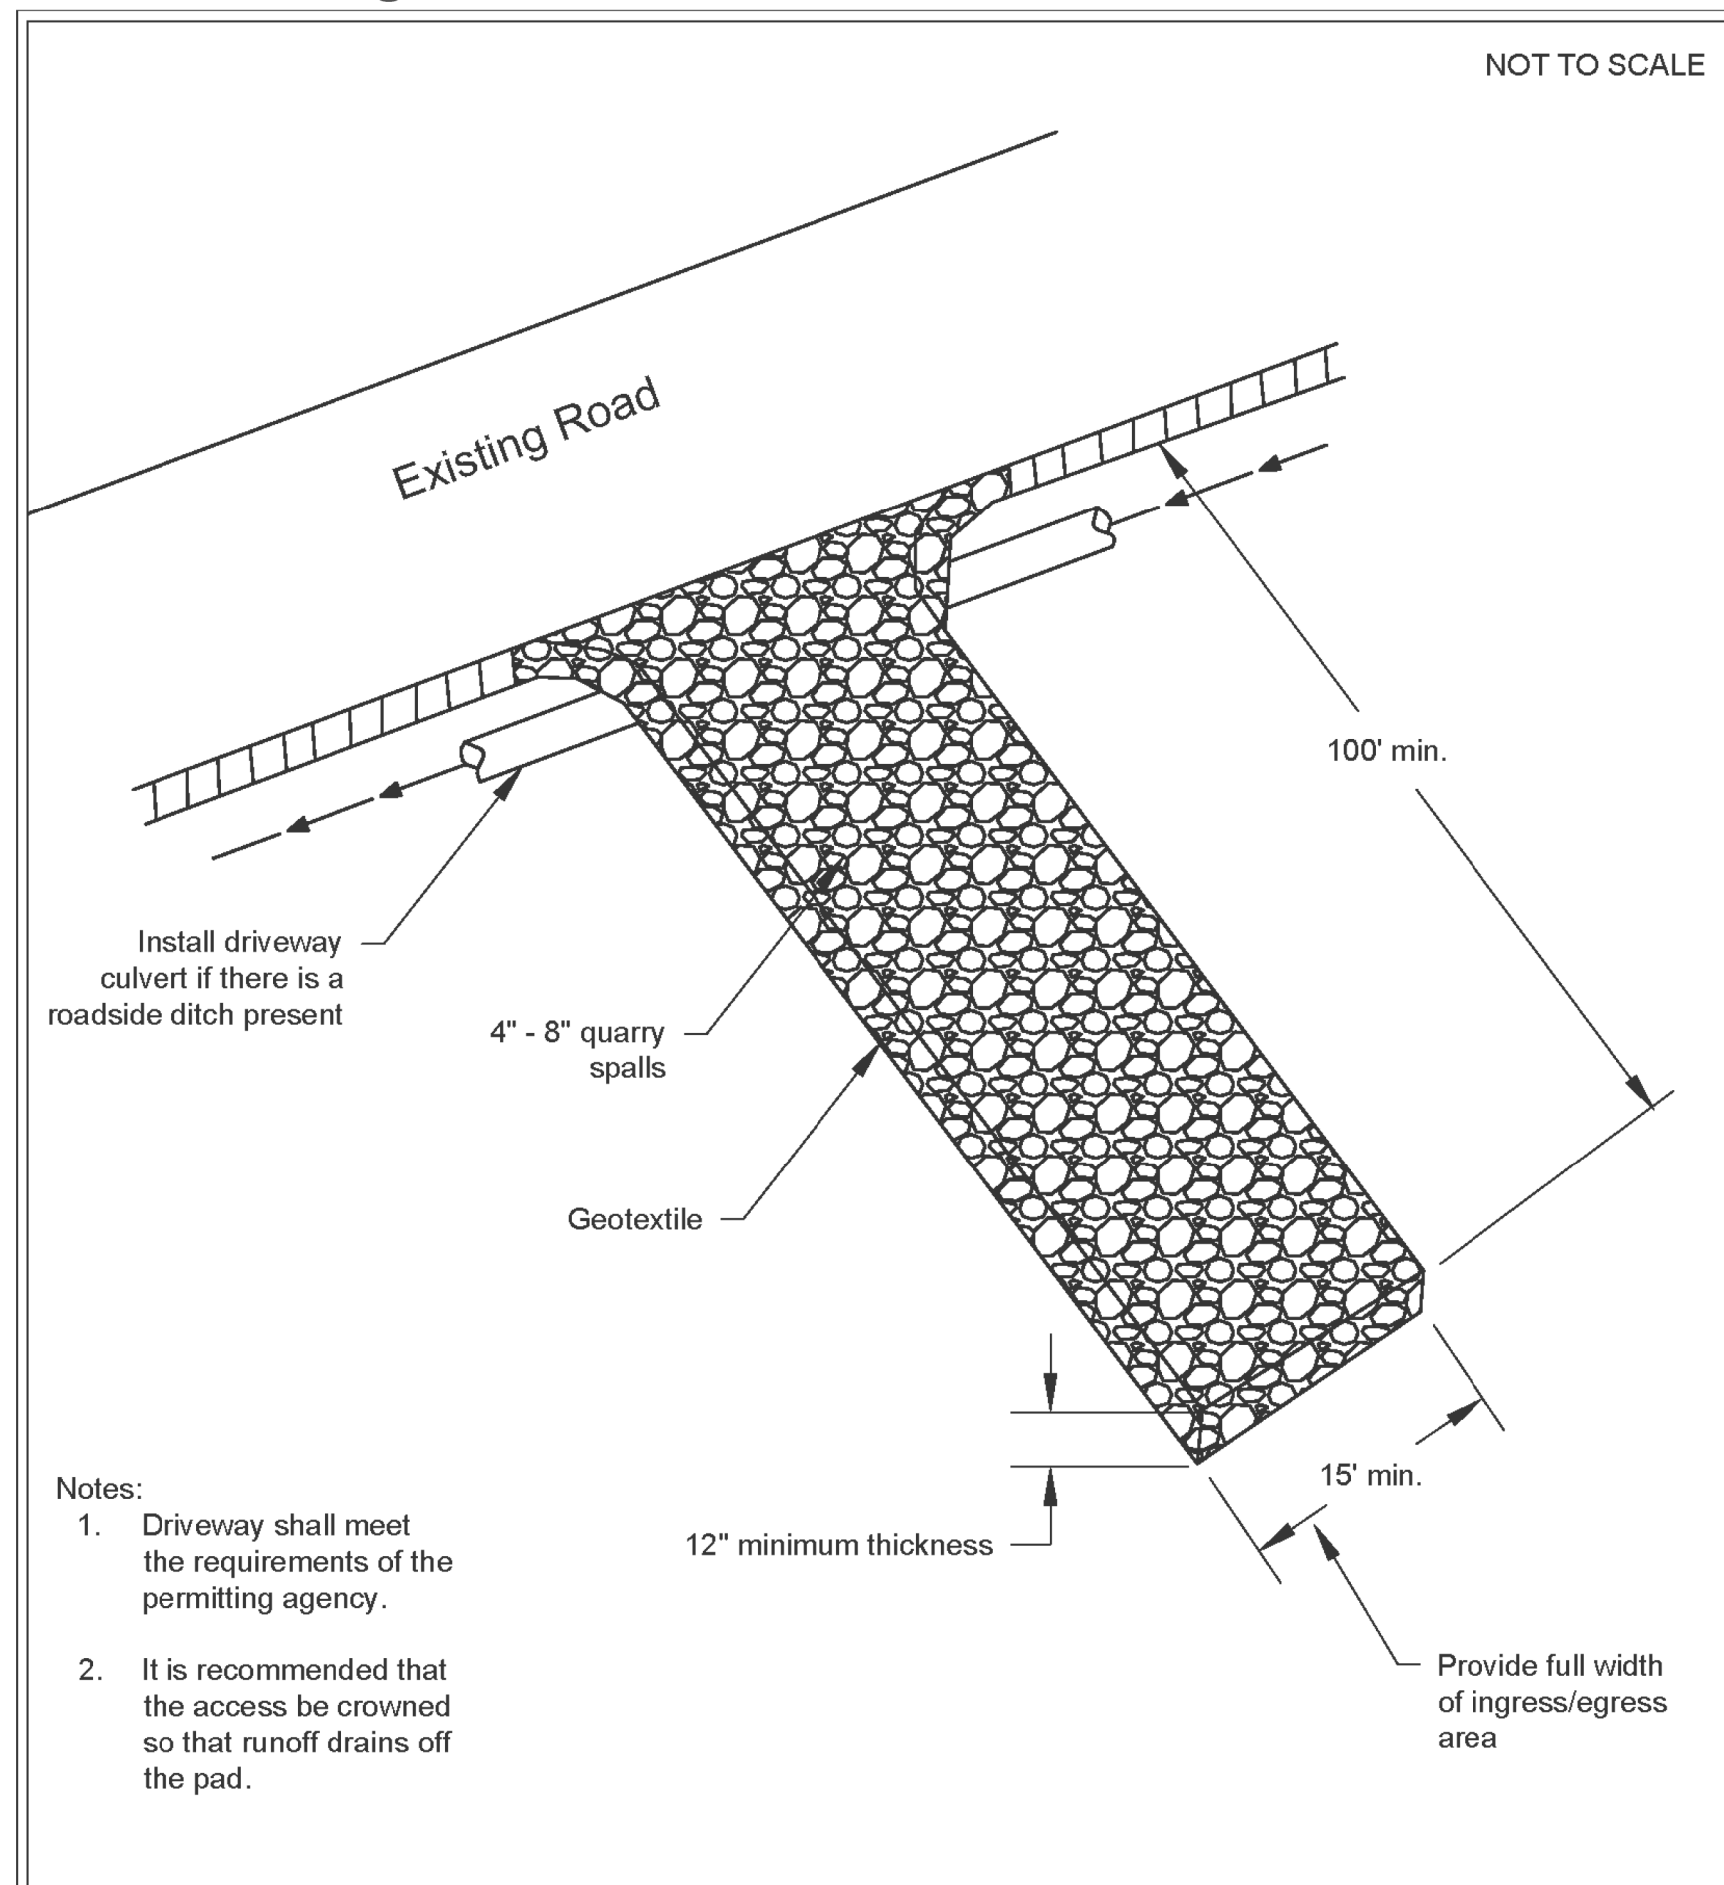 NOT TO SCALE
Existing Road
100' min.
Install driveway
culvert if there is a
roadside ditch present
4" - 8" quarry
spalls
Geotextile
15' min.
12" minimum thickness
Provide full width
of ingress/egress
area
Notes:
1. Driveway shall meet
the requirements of the
permitting agency.
2. It is recommended that
the access be crowned
so that runoff drains off
the pad.